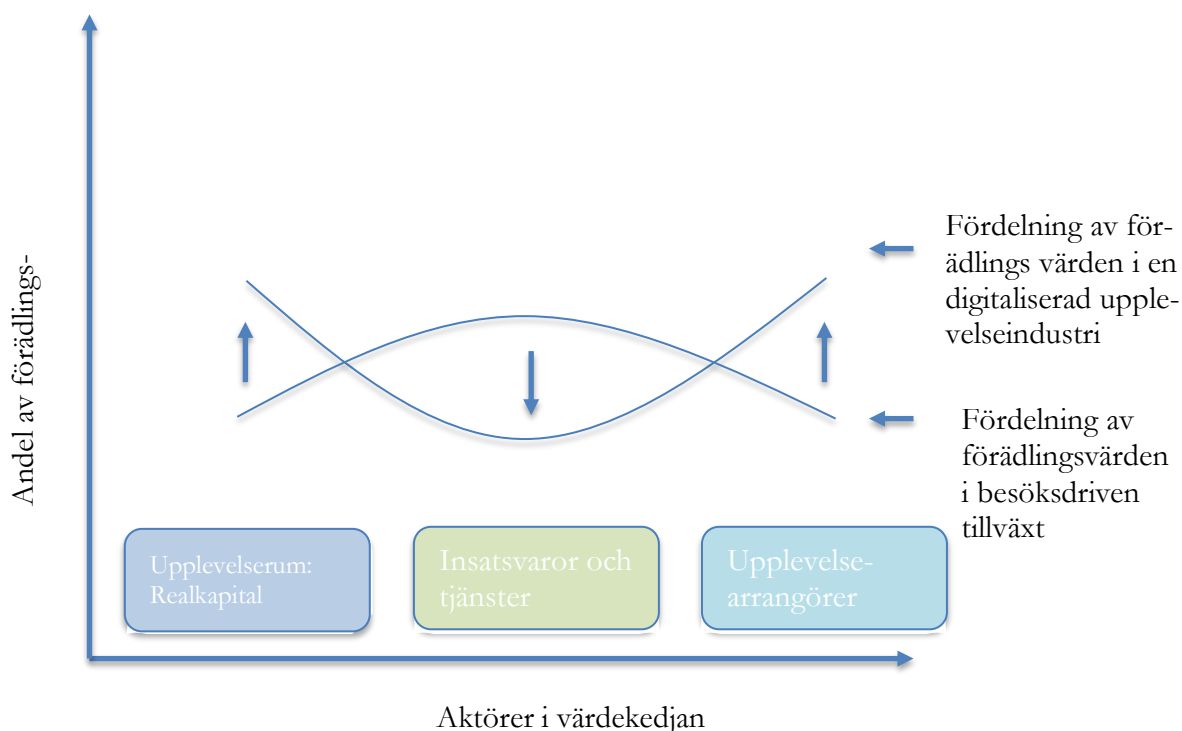 Andel av förädlings-
Fördelning av för-
ädlings värden i en
digitaliserad upple-
velseindustri
Fördelning av
förädlingsvärden
i besöksdriven
tillväxt
Upplevelserum:
Realkapital
Insatsvaror och
tjänster
Upplevelse-
arrangörer
Aktörer i värdekedjan